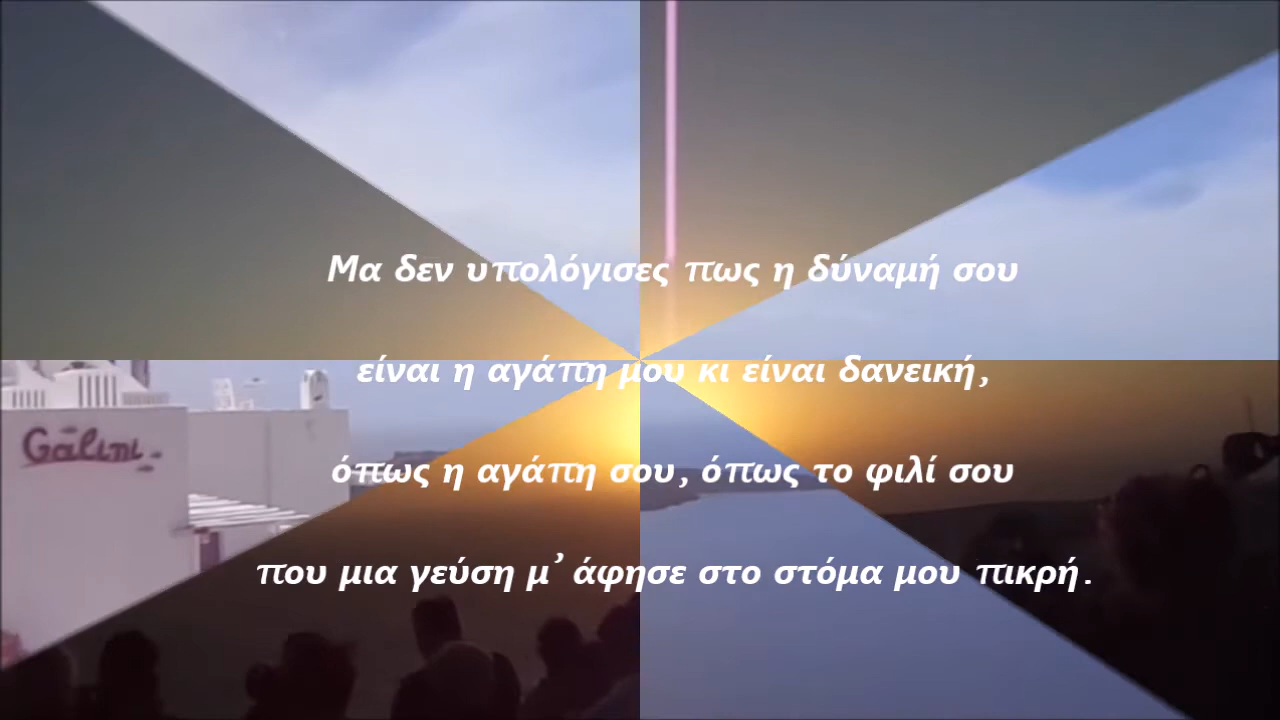 Μα δεν υπολόγισες πως η δύναμή σου
είναι η αγάπη μου κι είναι δανεική,
όπως η αγάπη σου, όπως το φιλί σου
Galini
που μια γεύση μ’ άφησε στο στόμα μου πικρή.